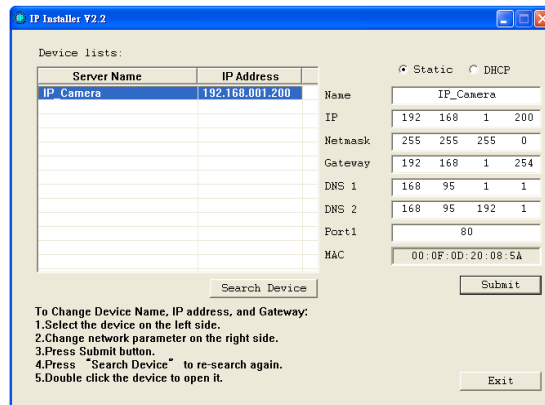 IP Installer V2.2
Device lists:
Server Name IP Address
IP_Camera 192.168.001.200
Static DHCP
Name IP_Camera
IP 192 168 1 200
Netmask 255 255 255 0
Gateway 192 168 1 254
DNS 1 168 95 1 1
DNS 2 168 95 192 1
Port1 80
MAC 00:0F:0D:20:08:5A
Search Device
Submit
To Change Device Name, IP address, and Gateway:
1.Select the device on the left side.
2.Change network parameter on the right side.
3.Press Submit button.
4.Press “Search Device” to re-search again.
5.Double click the device to open it.
Exit